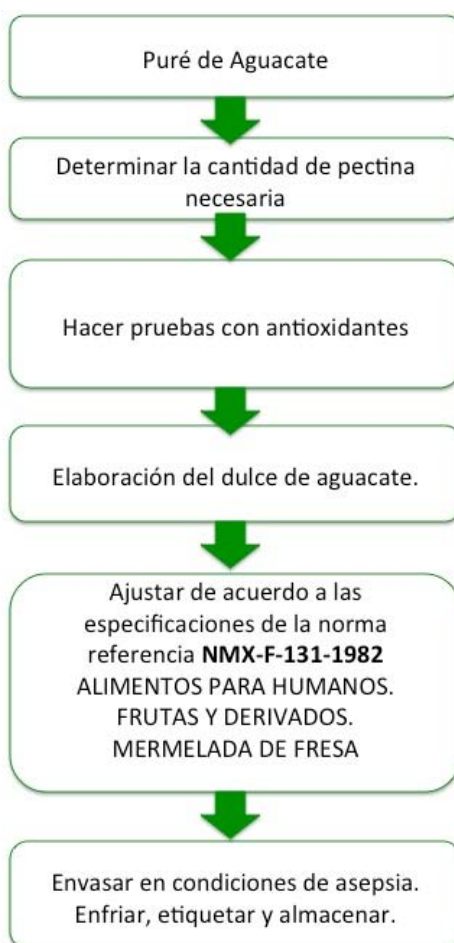 Puré de Aguacate
Determinar la cantidad de pectina
necesaria
Hacer pruebas con antioxidantes
Elaboración del dulce de aguacate.
Ajustar de acuerdo a las
especificaciones de la norma
referencia NMX-F-131-1982
ALIMENTOS PARA HUMANOS.
FRUTAS Y DERIVADOS.
MERMELADA DE FRESA
Envasar en condiciones de asepsia.
Enfriar, etiquetar y almacenar.